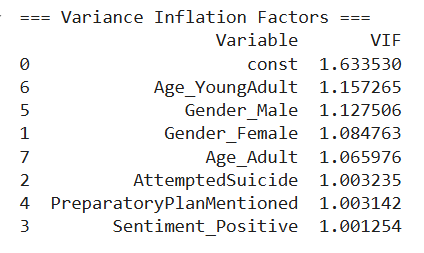 === Variance Inflation Factors ===
Variable VIF
0 const 1.633530
6 Age_YoungAdult 1.157265
5 Gender_Male 1.127506
1 Gender_Female 1.084763
7 Age_Adult 1.065976
2 AttemptedSuicide 1.003235
4 PreparatoryPlanMentioned 1.003142
3 Sentiment_Positive 1.001254